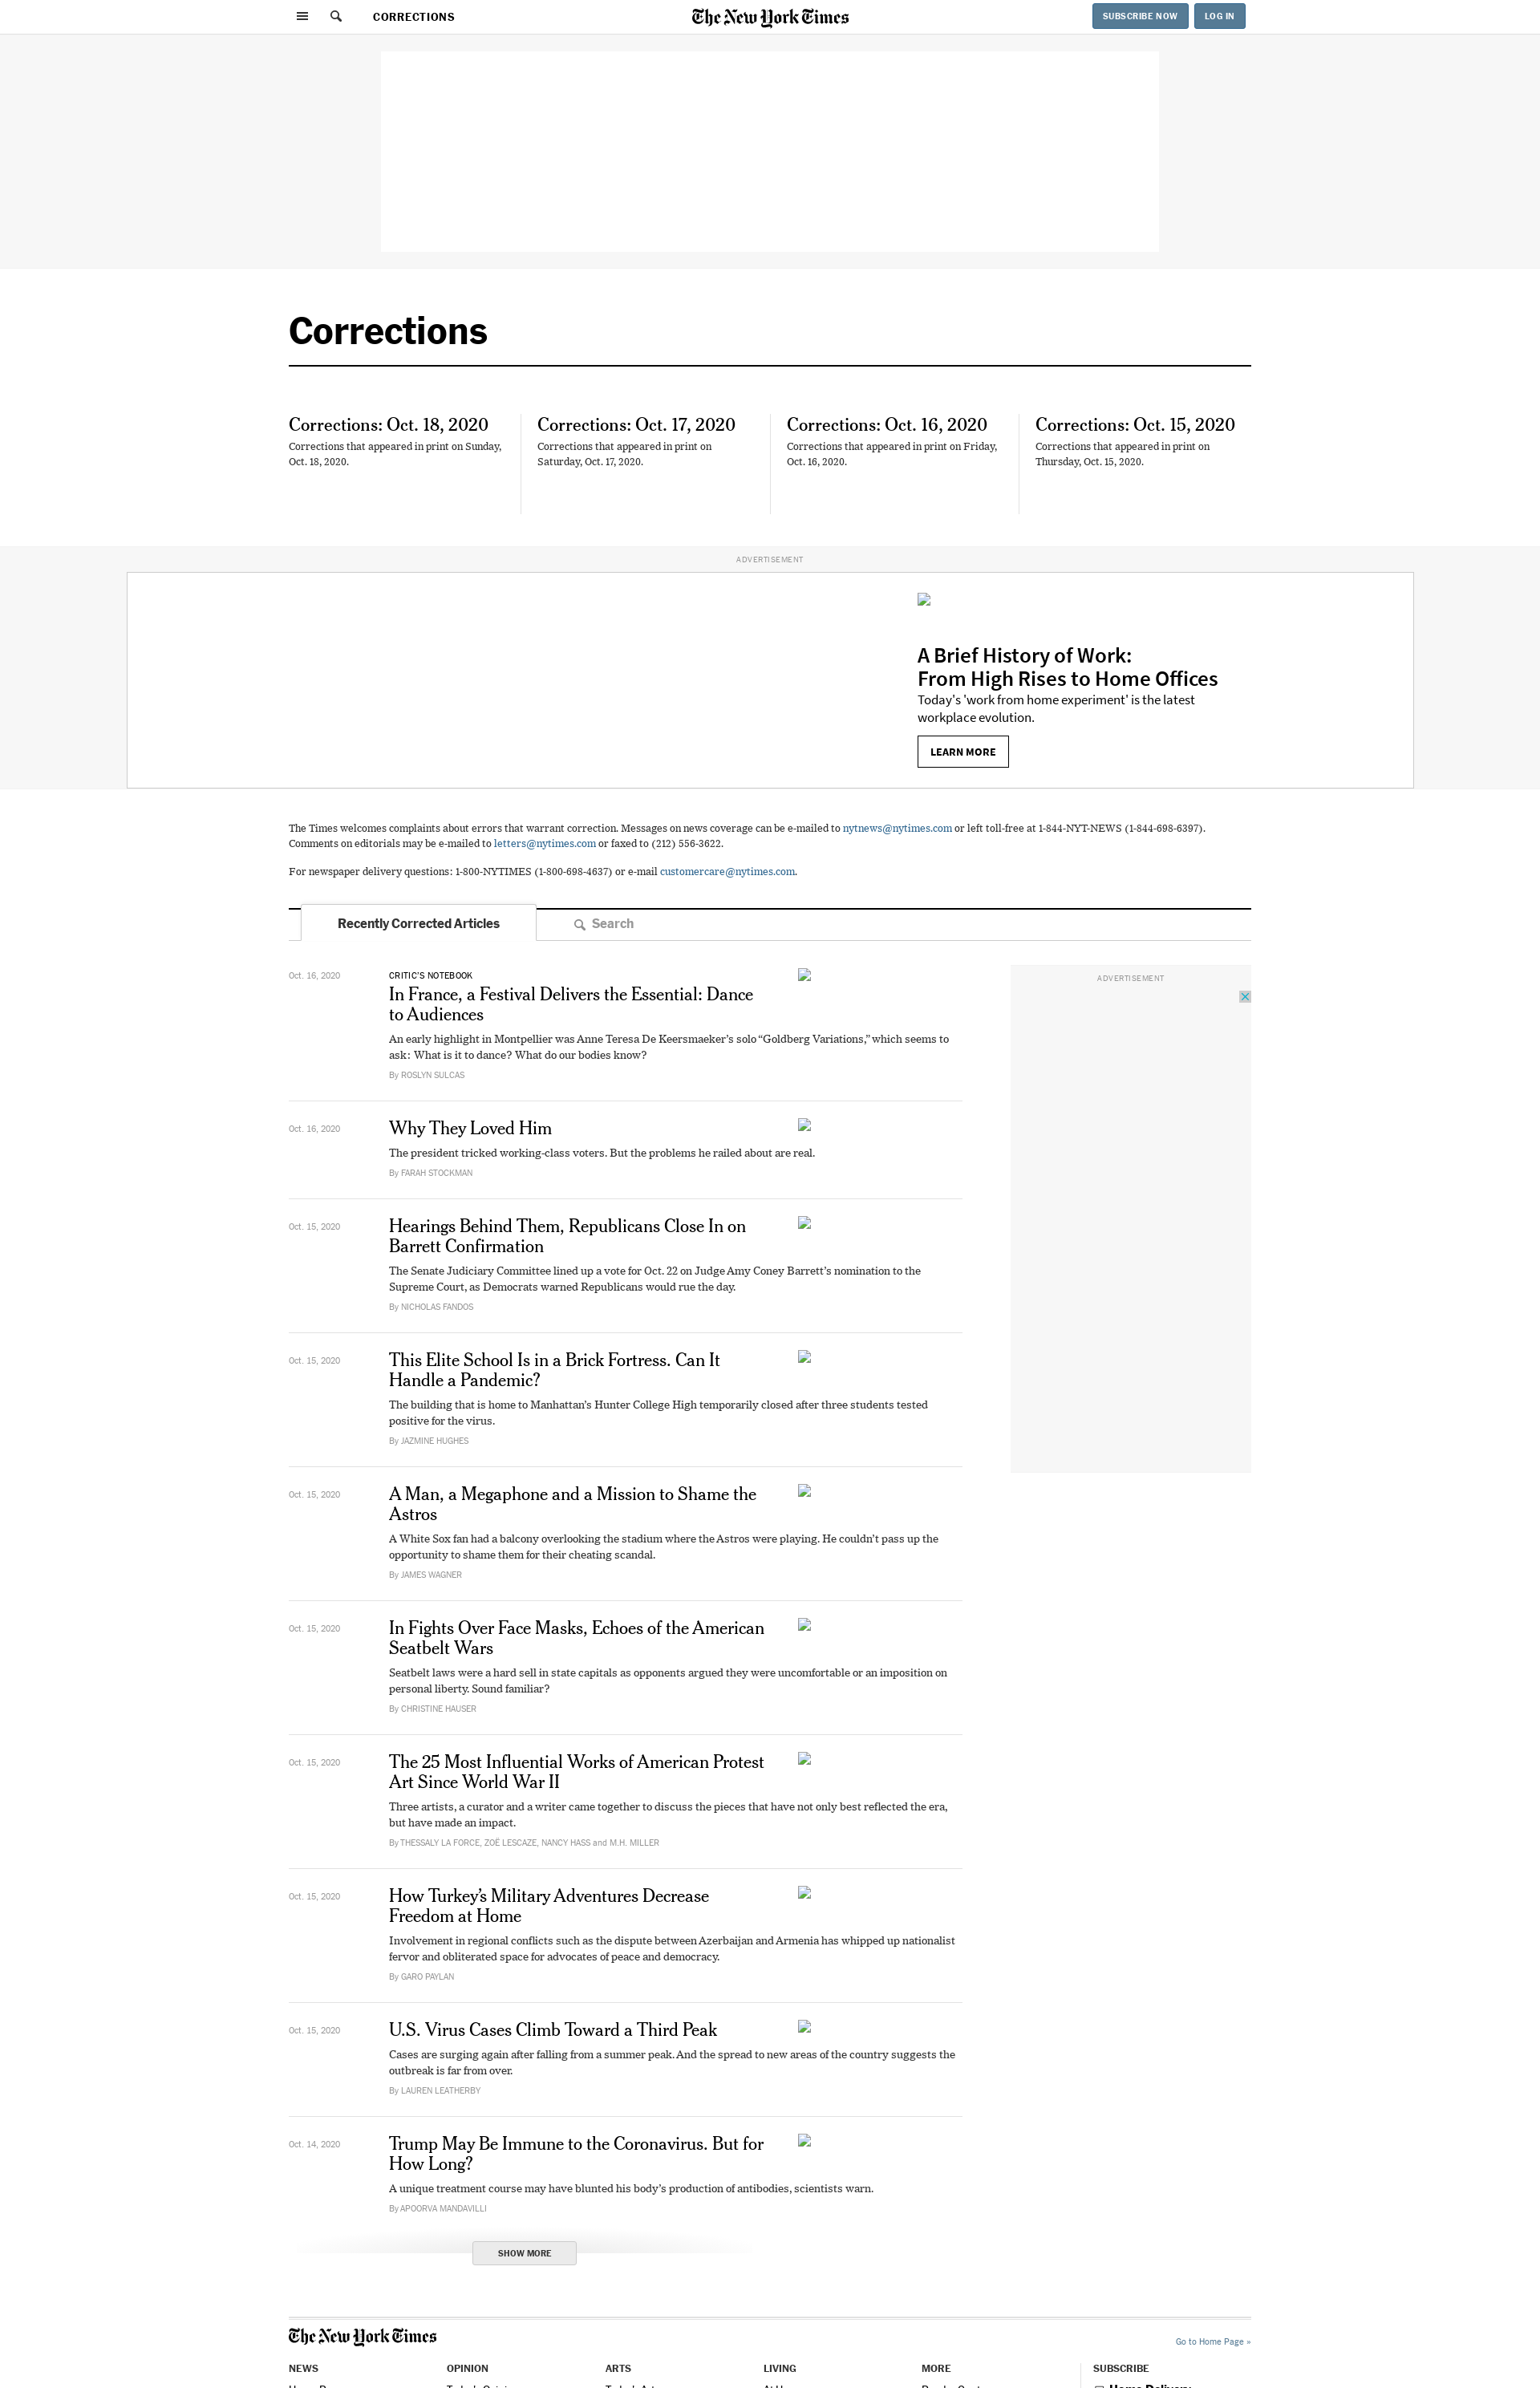 CORRECTIONS
The New York Times
SUBSCRIBE NOW
LOG IN
Corrections
Corrections: Oct. 18, 2020
Corrections that appeared in print on Sunday,
Oct. 18, 2020.
Corrections: Oct. 17, 2020
Corrections that appeared in print on
Saturday, Oct. 17, 2020.
Corrections: Oct. 16, 2020
Corrections that appeared in print on Friday,
Oct. 16, 2020.
Corrections: Oct. 15, 2020
Corrections that appeared in print on
Thursday, Oct. 15, 2020.
ADVERTISEMENT
A Brief History of Work:
From High Rises to Home Offices
Today's 'work from home experiment' is the latest
workplace evolution.
LEARN MORE
The Times welcomes complaints about errors that warrant correction. Messages on news coverage can be e-mailed to nytnews@nytimes.com or left toll-free at 1-844-NYT-NEWS (1-844-698-6397).
Comments on editorials may be e-mailed to letters@nytimes.com or faxed to (212) 556-3622.
For newspaper delivery questions: 1-800-NYTIMES (1-800-698-4637) or e-mail customercare@nytimes.com.
Recently Corrected Articles
Search
Oct. 16, 2020
CRITIC'S NOTEBOOK
In France, a Festival Delivers the Essential: Dance
to Audiences
An early highlight in Montpellier was Anne Teresa De Keersmaeker’s solo “Goldberg Variations,” which seems to
ask: What is it to dance? What do our bodies know?
By ROSLYN SULCAS
ADVERTISEMENT
Oct. 16, 2020
Why They Loved Him
The president tricked working-class voters. But the problems he railed about are real.
By FARAH STOCKMAN
Oct. 15, 2020
Hearings Behind Them, Republicans Close In on
Barrett Confirmation
The Senate Judiciary Committee lined up a vote for Oct. 22 on Judge Amy Coney Barrett’s nomination to the
Supreme Court, as Democrats warned Republicans would rue the day.
By NICHOLAS FANDOS
Oct. 15, 2020
This Elite School Is in a Brick Fortress. Can It
Handle a Pandemic?
The building that is home to Manhattan’s Hunter College High temporarily closed after three students tested
positive for the virus.
By JAZMINE HUGHES
Oct. 15, 2020
A Man, a Megaphone and a Mission to Shame the
Astros
A White Sox fan had a balcony overlooking the stadium where the Astros were playing. He couldn’t pass up the
opportunity to shame them for their cheating scandal.
By JAMES WAGNER
Oct. 15, 2020
In Fights Over Face Masks, Echoes of the American
Seatbelt Wars
Seatbelt laws were a hard sell in state capitals as opponents argued they were uncomfortable or an imposition on
personal liberty. Sound familiar?
By CHRISTINE HAUSER
Oct. 15, 2020
The 25 Most Influential Works of American Protest
Art Since World War II
Three artists, a curator and a writer came together to discuss the pieces that have not only best reflected the era,
but have made an impact.
By THESSALY LA FORCE, ZOË LESCAZE, NANCY HASS and M.H. MILLER
Oct. 15, 2020
How Turkey’s Military Adventures Decrease
Freedom at Home
Involvement in regional conflicts such as the dispute between Azerbaijan and Armenia has whipped up nationalist
fervor and obliterated space for advocates of peace and democracy.
By GARO PAYLAN
Oct. 15, 2020
U.S. Virus Cases Climb Toward a Third Peak
Cases are surging again after falling from a summer peak. And the spread to new areas of the country suggests the
outbreak is far from over.
By LAUREN LEATHERBY
Oct. 14, 2020
Trump May Be Immune to the Coronavirus. But for
How Long?
A unique treatment course may have blunted his body’s production of antibodies, scientists warn.
By APOORVA MANDAVILLI
SHOW MORE
The New York Times
Go to Home Page »
NEWS
OPINION
ARTS
LIVING
MORE
SUBSCRIBE